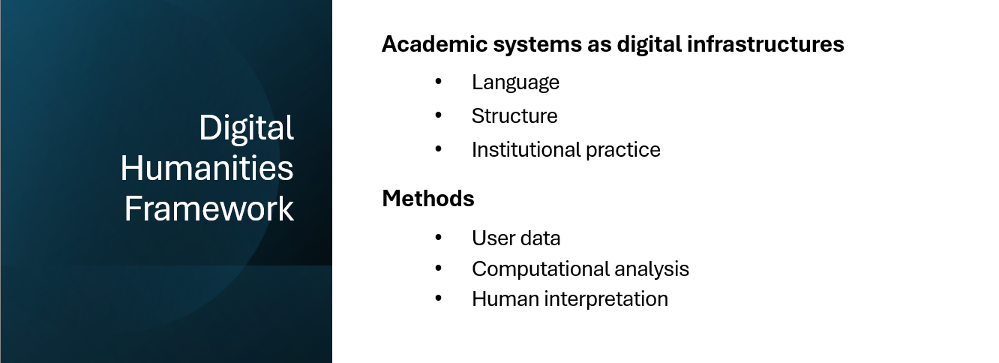 Digital
Humanities
Framework
Academic systems as digital infrastructures
• Language
• Structure
• Institutional practice
Methods
• User data
• Computational analysis
• Human interpretation